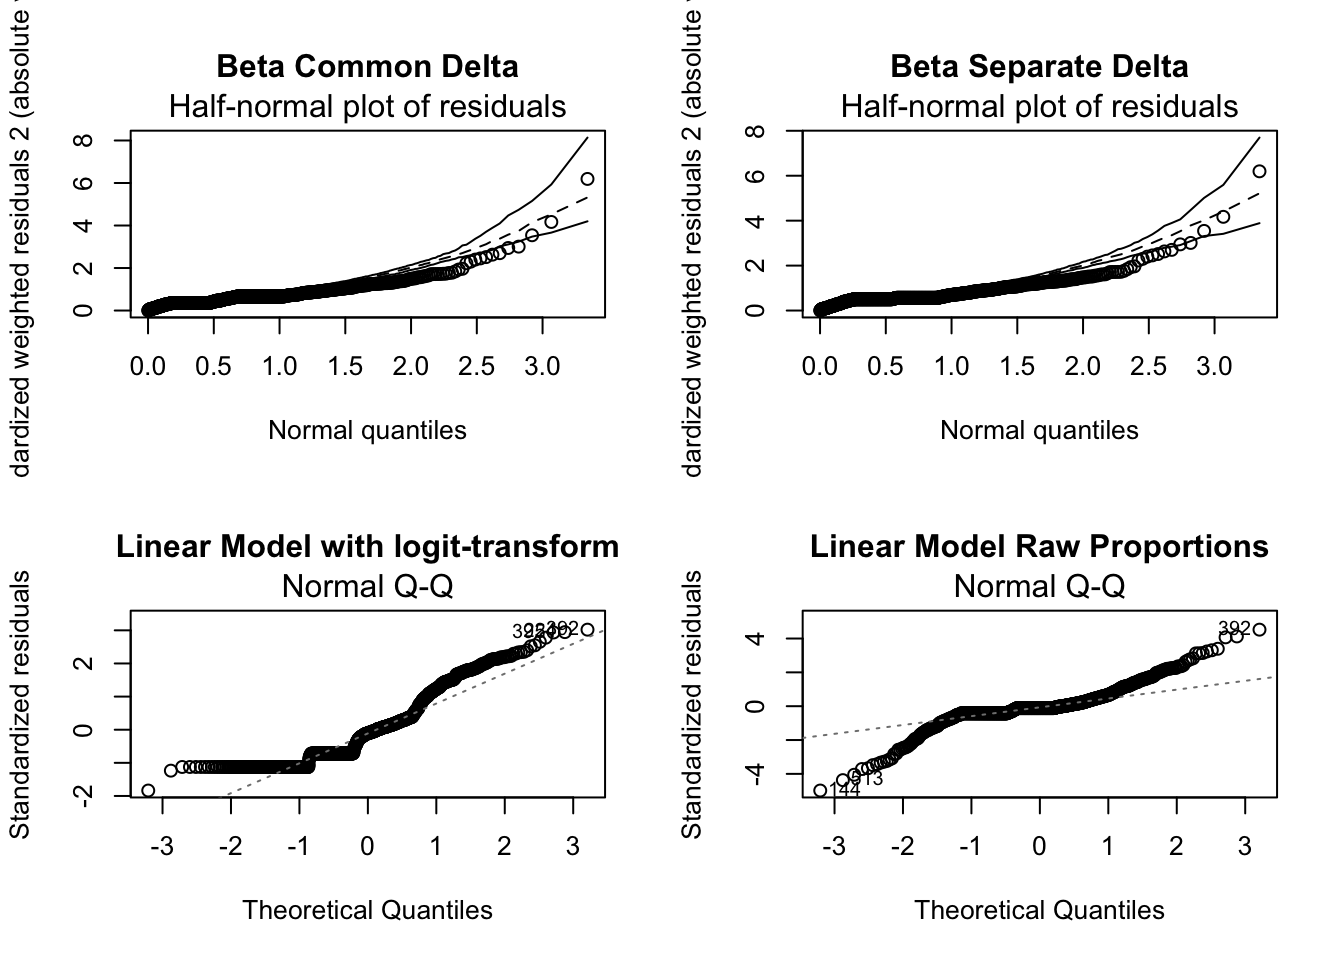 Beta Common Delta
Half-normal plot of residuals
dardized weighted residuals 2 (absolute
8
6
4
2
0
0.0 0.5 1.0 1.5 2.0 2.5 3.0
Normal quantiles
Beta Separate Delta
Half-normal plot of residuals
dardized weighted residuals 2 (absolute
8
6
4
2
0
0.0 0.5 1.0 1.5 2.0 2.5 3.0
Normal quantiles
Linear Model with logit-transform
Normal Q-Q
Standardized residuals
2
0
-2
-3 -2 -1 0 1 2 3
Theoretical Quantiles
Linear Model Raw Proportions
Normal Q-Q
Standardized residuals
392
4
0
-4
144
-3 -2 -1 0 1 2 3
Theoretical Quantiles